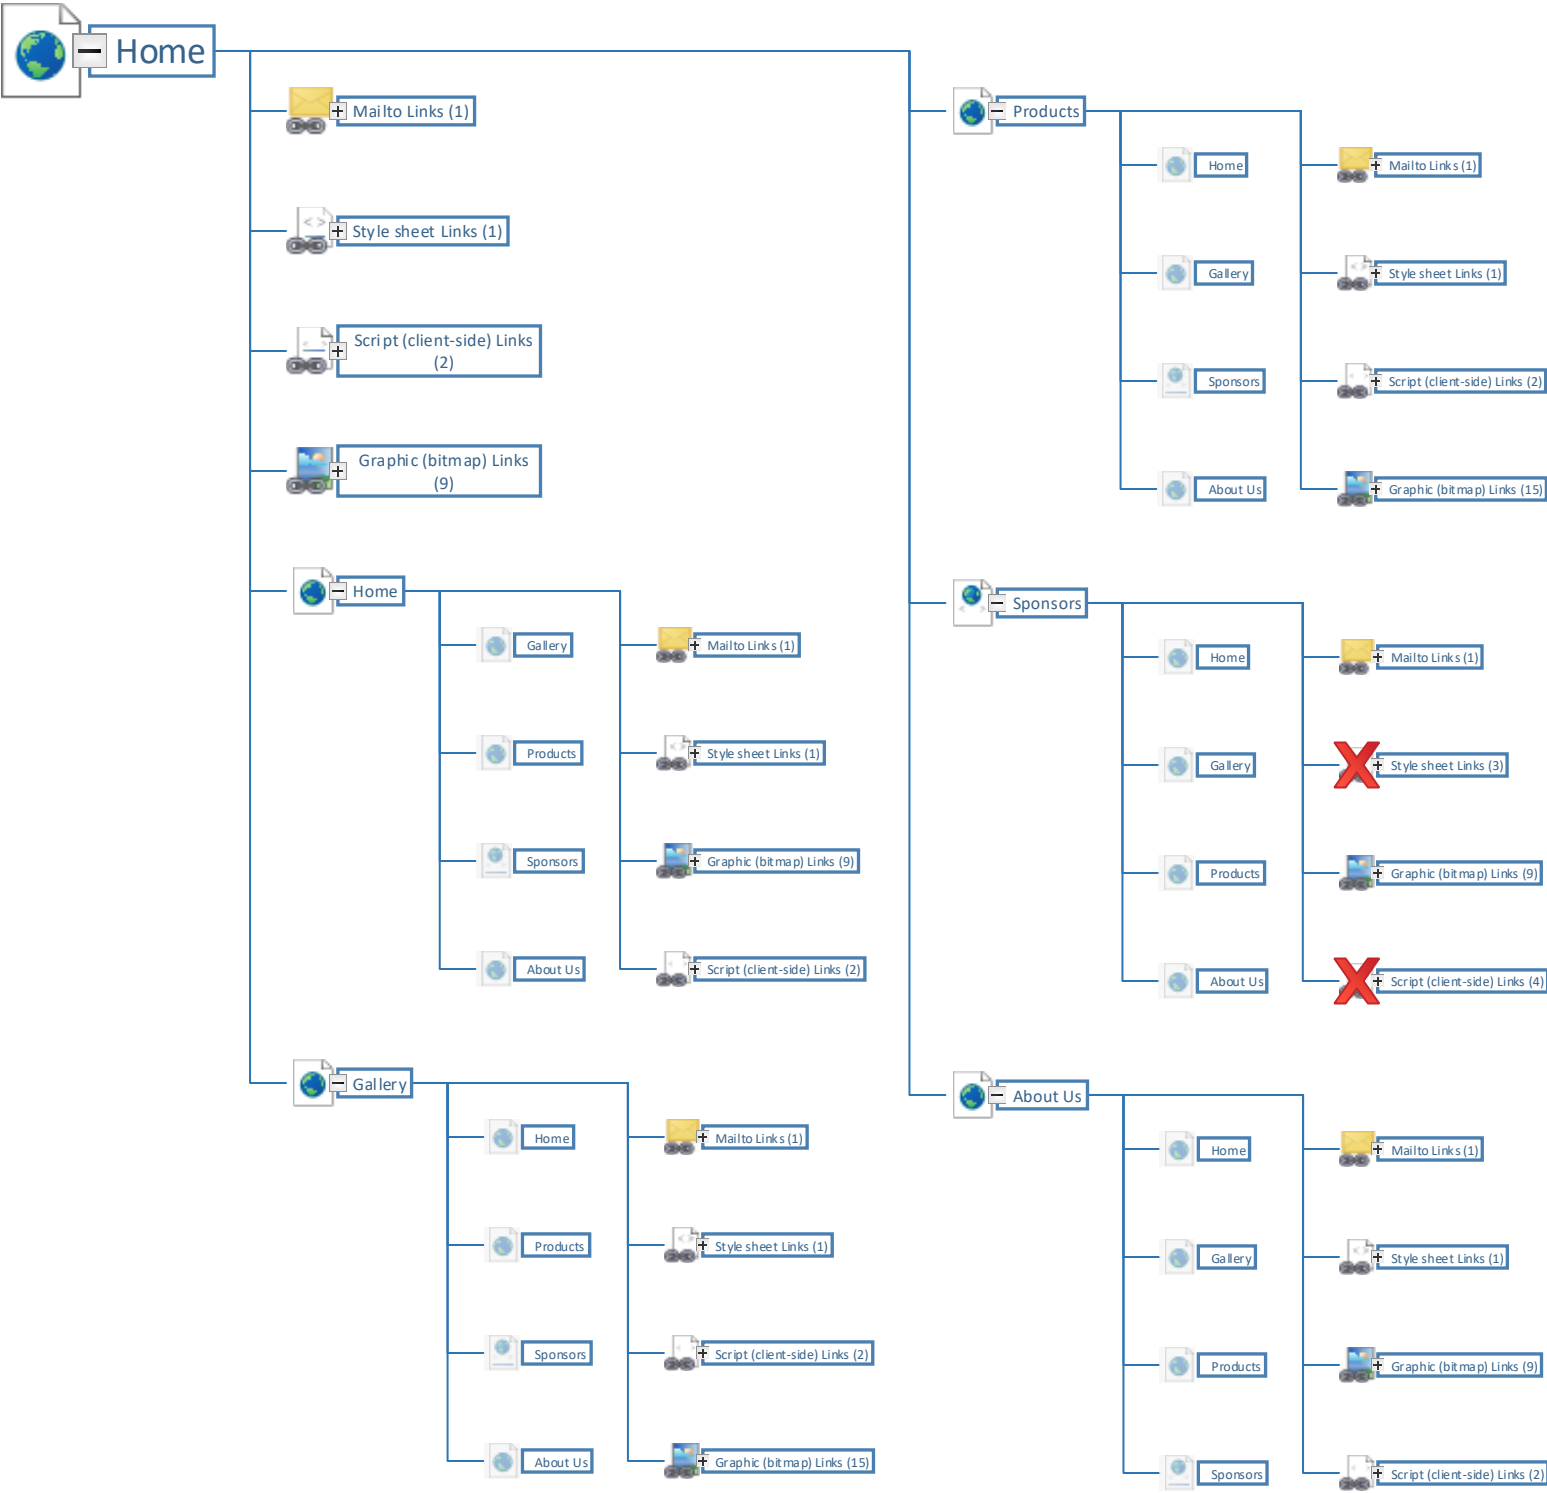 Home
Mailto Links (1)
Style sheet Links (1)
Script (client-side) Links
(2)
Graphic (bitmap) Links
(9)
Home
Gallery
Products
Sponsors
About Us
Mailto Links (1)
Style sheet Links (1)
Graphic (bitmap) Links (9)
Script (client-side) Links (2)
Gallery
Home
Products
Sponsors
About Us
Mailto Links (1)
Style sheet Links (1)
Script (client-side) Links (2)
Graphic (bitmap) Links (15)
Products
Home
Gallery
Sponsors
About Us
Mailto Links (1)
Style sheet Links (1)
Script (client-side) Links (2)
Graphic (bitmap) Links (15)
Sponsors
Home
Gallery
Products
About Us
Mailto Links (1)
Style sheet Links (3)
Graphic (bitmap) Links (9)
Script (client-side) Links (4)
About Us
Home
Gallery
Products
Sponsors
Mailto Links (1)
Style sheet Links (1)
Graphic (bitmap) Links (9)
Script (client-side) Links (2)